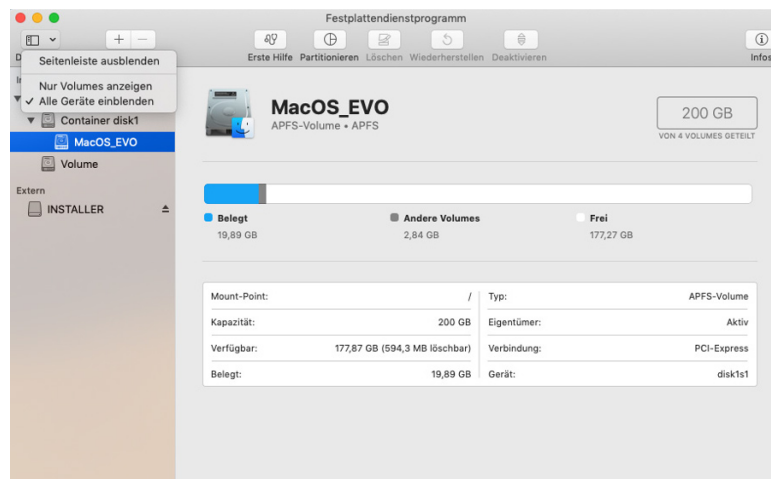 Festplattendienstprogramm
Erste Hilfe Partitionieren Löschen Wiederherstellen Deaktivieren Infos
Seitenleiste ausblenden
Nur Volumes anzeigen
✓ Alle Geräte einblenden
Container disk1
MacOS_EVO
Volume
Extern
INSTALLER
MacOS_EVO
APFS-Volume • APFS
200 GB
VON 4 VOLUMES GETEILT
Belegt
19,89 GB
Andere Volumes
2,84 GB
Frei
177,27 GB
Mount-Point: /
Typ: APFS-Volume
Kapazität: 200 GB
Eigentümer: Aktiv
Verfügbar: 177,87 GB (594,3 MB löschbar)
Verbindung: PCI-Express
Belegt: 19,89 GB
Gerät: disk1s1